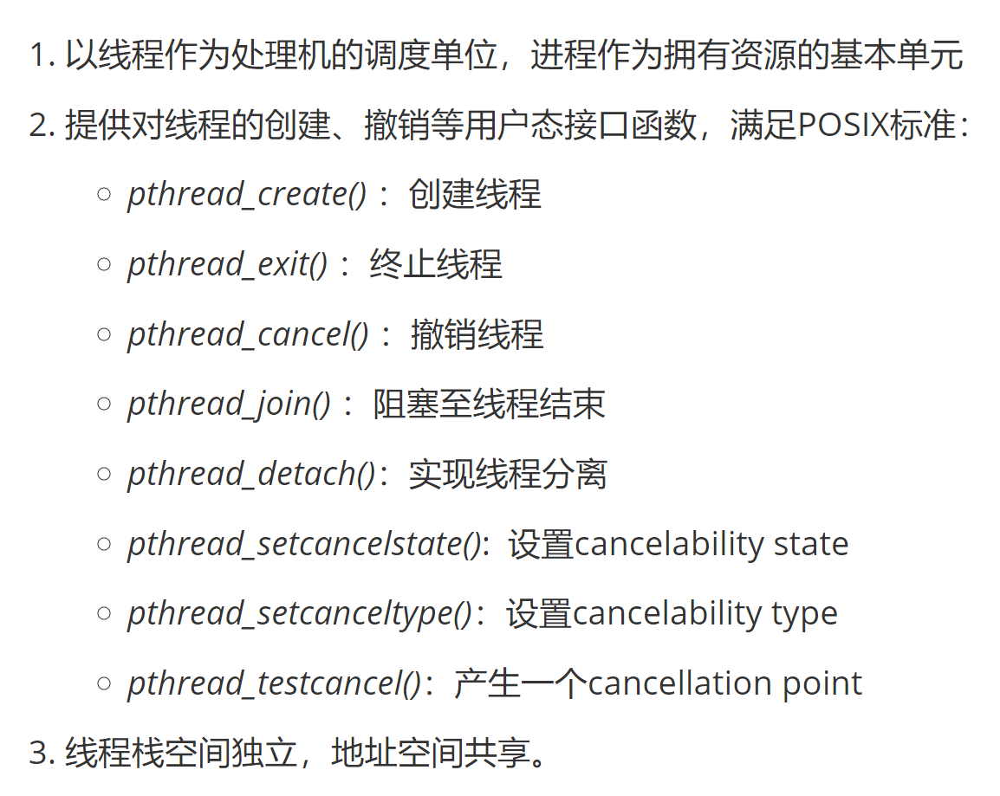 1. 以线程作为处理机的调度单位，进程作为拥有资源的基本单元
2. 提供对线程的创建、撤销等用户态接口函数，满足POSIX标准：
pthread_create() ：创建线程
pthread_exit() ：终止线程
pthread_cancel() ：撤销线程
pthread_join() ：阻塞至线程结束
pthread_detach()：实现线程分离
pthread_setcancelstate()：设置cancelability state
pthread_setcanceltype()：设置cancelability type
pthread_testcancel()：产生一个cancellation point
3. 线程栈空间独立，地址空间共享。